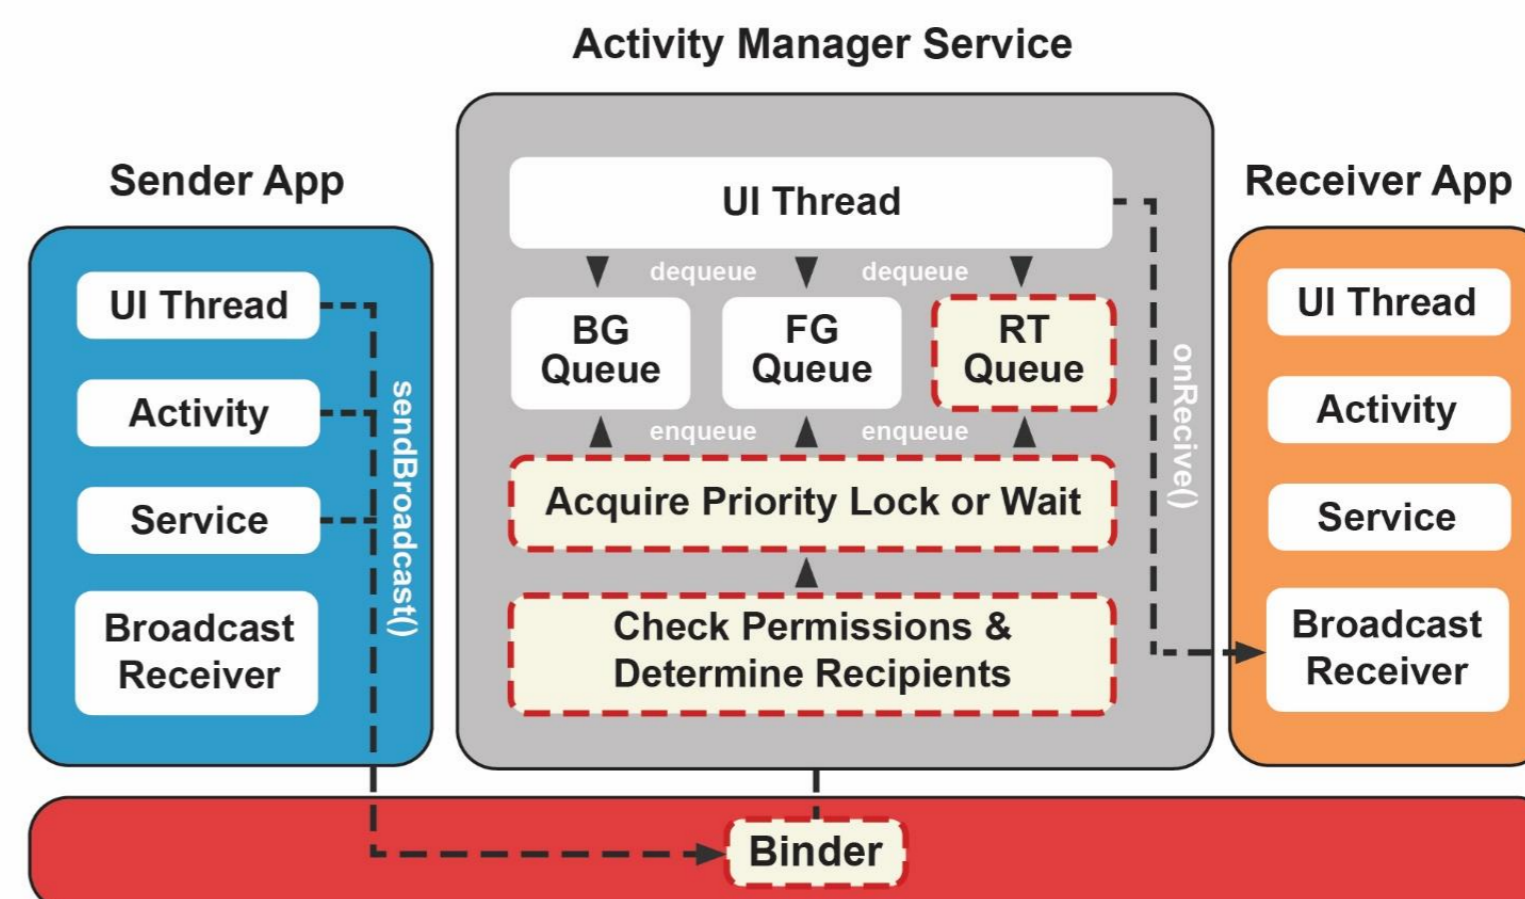 Activity Manager Service
Sender App
UI Thread
Activity
Service
Broadcast
Receiver
sendBroadcast()
UI Thread
dequeue
dequeue
BG
Queue
FG
Queue
RT
Queue
enqueue
enqueue
Acquire Priority Lock or Wait
Check Permissions &
Determine Recipients
onRecive()
Receiver App
UI Thread
Activity
Service
Broadcast
Receiver
Binder